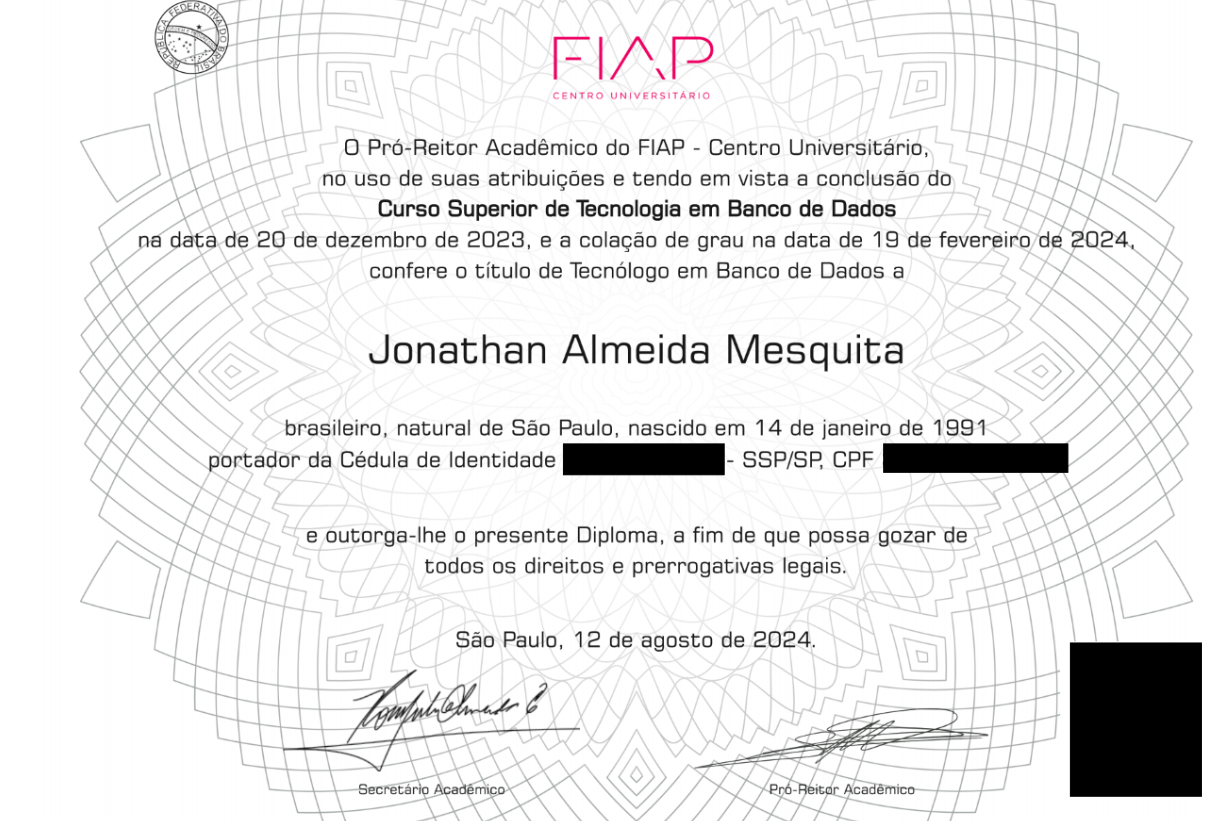 REPÚBLICA FEDERATIVA DO BRASIL
FIAP
CENTRO UNIVERSITÁRIO
O Pró-Reitor Acadêmico do FIAP - Centro Universitário,
no uso de suas atribuições e tendo em vista a conclusão do
Curso Superior de Tecnologia em Banco de Dados
na data de 20 de dezembro de 2023, e a colação de grau na data de 19 de fevereiro de 2024,
confere o título de Tecnólogo em Banco de Dados a
Jonathan Almeida Mesquita
brasileiro, natural de São Paulo, nascido em 14 de janeiro de 1991
portador da Cédula de Identidade - SSP/SP, CPF
e outorga-lhe o presente Diploma, a fim de que possa gozar de
todos os direitos e prerrogativas legais.
São Paulo, 12 de agosto de 2024.
Secretário Acadêmico
Pró-Reitor Acadêmico